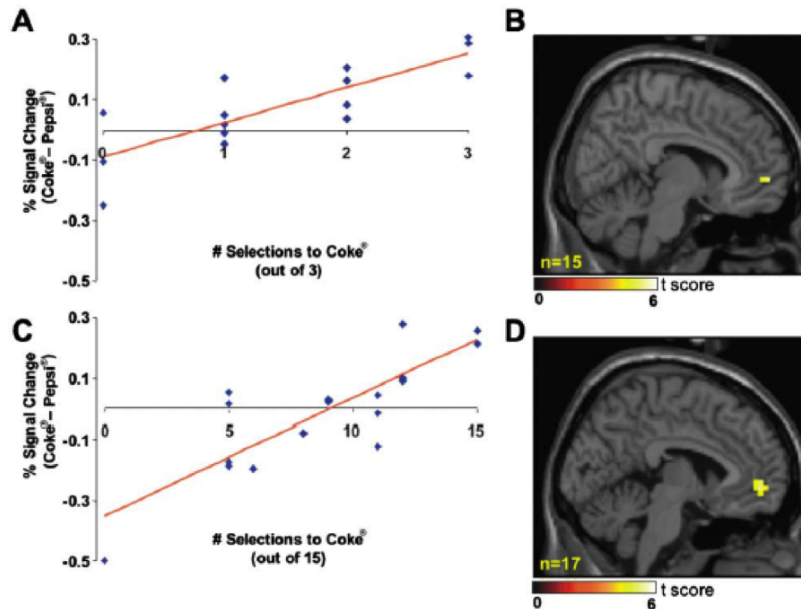 A
% Signal Change
(Coke® – Pepsi®)
0.3
0.1
-0.1
-0.3
-0.5
0
1
2
3
# Selections to Coke®
(out of 3)
B
n=15
0
6
t score
C
% Signal Change
(Coke® – Pepsi®)
0.3
0.1
-0.1
-0.3
-0.5
0
5
10
15
# Selections to Coke®
(out of 15)
D
n=17
0
6
t score